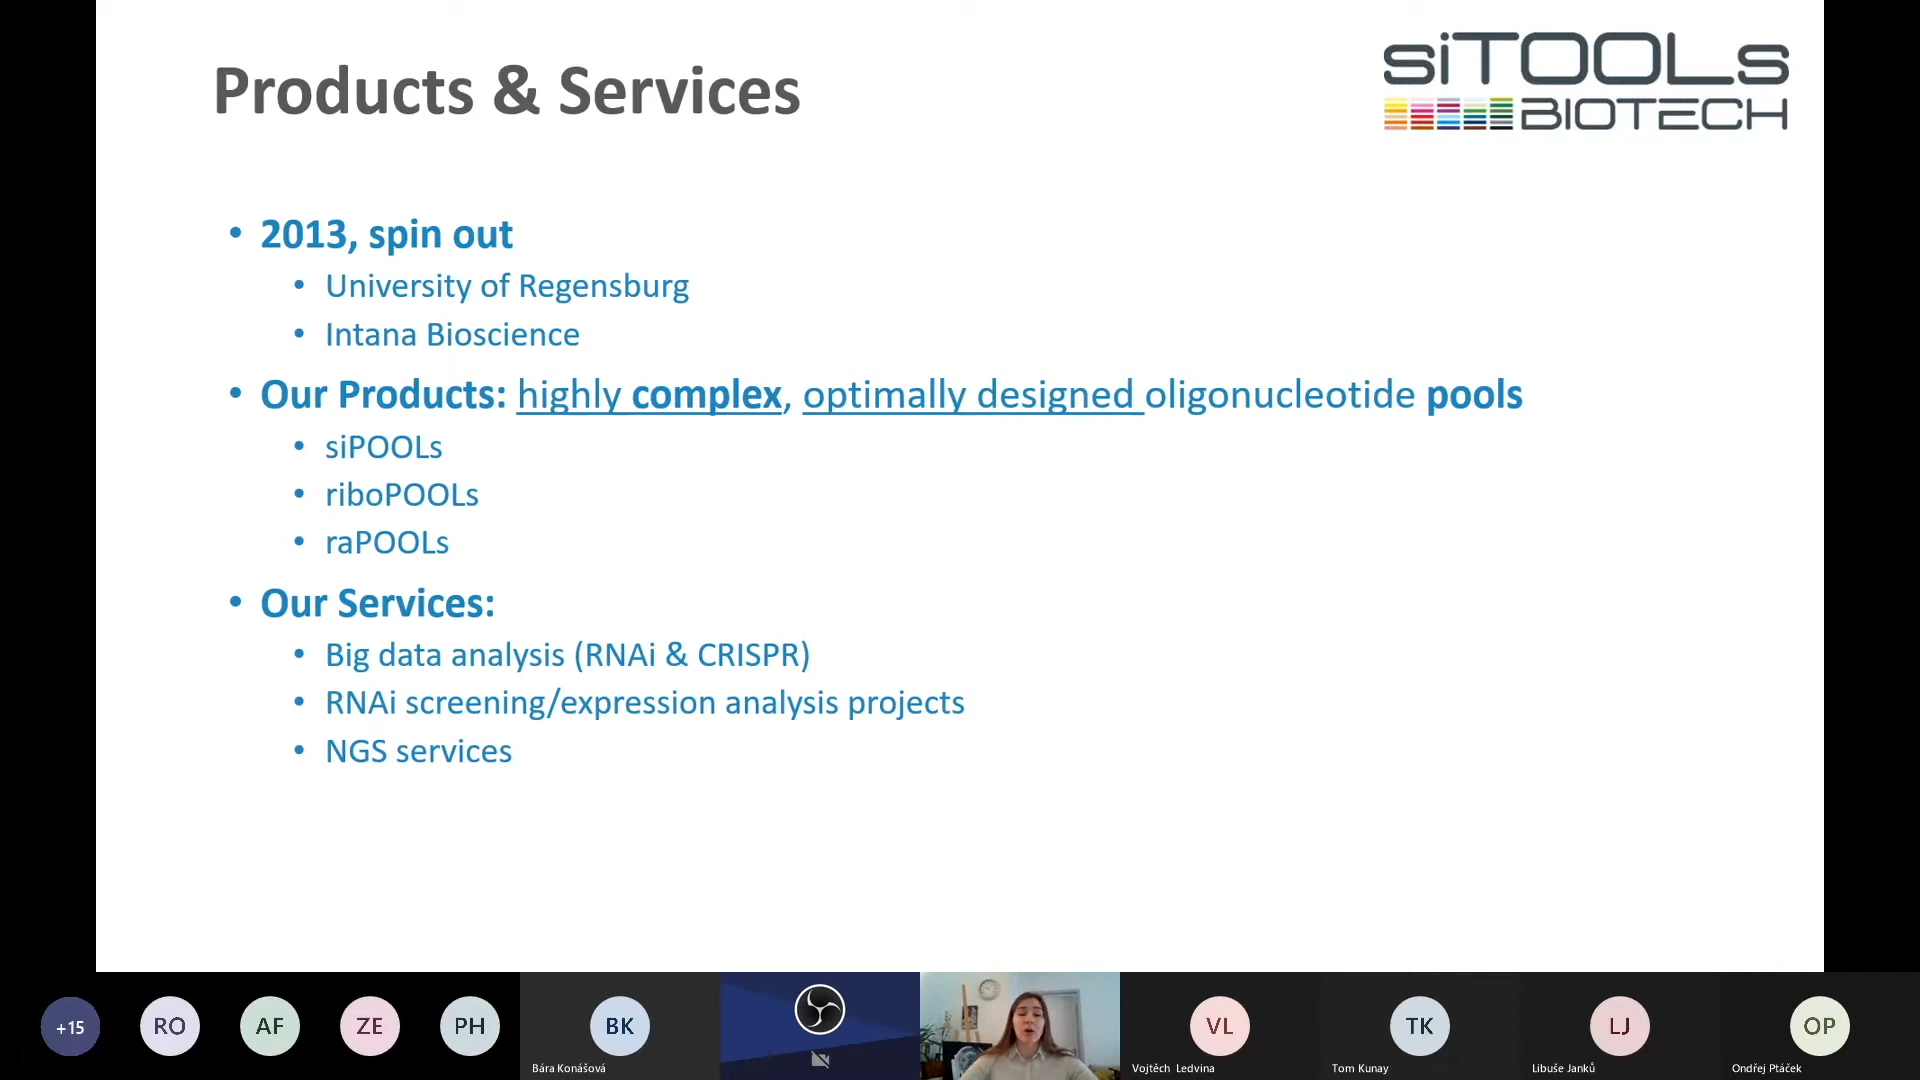 Products & Services
siTOOLs
BIOTECH
• 2013, spin out
• University of Regensburg
• Intana Bioscience
• Our Products: highly complex, optimally designed oligonucleotide pools
• siPOOLs
• riboPOOLs
• raPOOLs
• Our Services:
• Big data analysis (RNAi & CRISPR)
• RNAi screening/expression analysis projects
• NGS services
+15
RO
AF
ZE
PH
BK
Bára Konášová
VL
Vojtěch Ledvina
TK
Tom Kunay
LJ
Libuše Janků
OP
Ondřej Ptáček